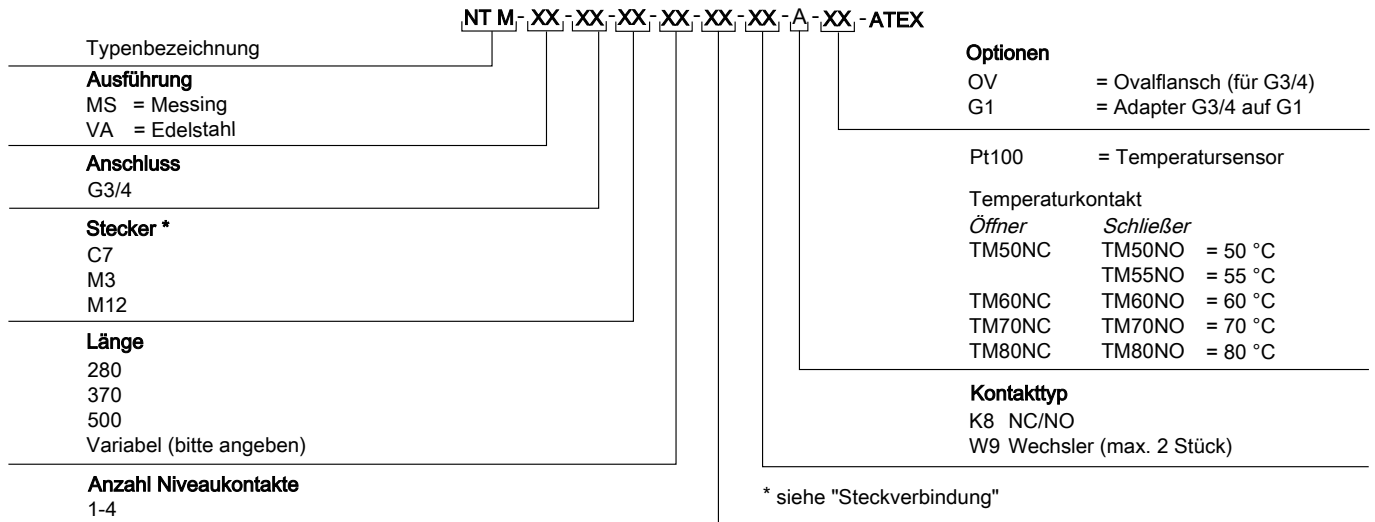 NT M - XX - XX - XX - XX - XX - XX - A - XX - ATEX
Typenbezeichnung
Ausführung
MS = Messing
VA = Edelstahl
Anschluss
G3/4
Stecker *
C7
M3
M12
Länge
280
370
500
Variabel (bitte angeben)
Anzahl Niveaukontakte
1-4
Optionen
OV = Ovalflansch (für G3/4)
G1 = Adapter G3/4 auf G1
Pt100 = Temperatursensor
Temperaturkontakt
Öffner Schließer
TM50NC TM50NO = 50 °C
TM55NO = 55 °C
TM60NC TM60NO = 60 °C
TM70NC TM70NO = 70 °C
TM80NC TM80NO = 80 °C
Kontakttyp
K8 NC/NO
W9 Wechsler (max. 2 Stück)
* siehe "Steckverbindung"